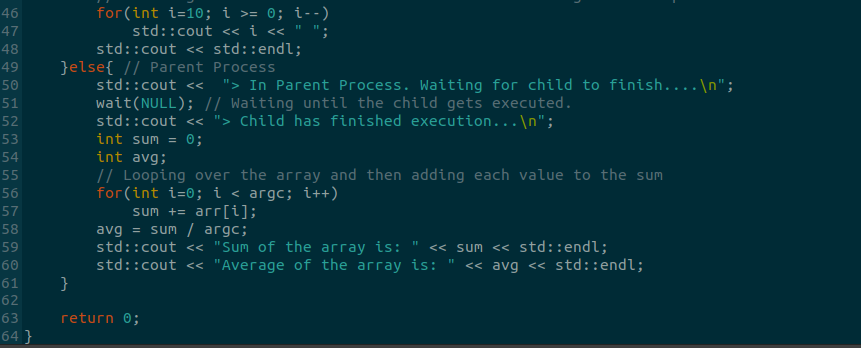 46 for(int i=10; i >= 0; i--)
47 std::cout << i << " ";
48 std::cout << std::endl;
49 }else{ // Parent Process
50 std::cout <<  "> In Parent Process. Waiting for child to finish....\n";
51 wait(NULL); // Waiting until the child gets executed.
52 std::cout << "> Child has finished execution...\n";
53 int sum = 0;
54 int avg;
55 // Looping over the array and then adding each value to the sum
56 for(int i=0; i < argc; i++)
57 sum += arr[i];
58 avg = sum / argc;
59 std::cout << "Sum of the array is: " << sum << std::endl;
60 std::cout << "Average of the array is: " << avg << std::endl;
61 }
62
63 return 0;
64 }